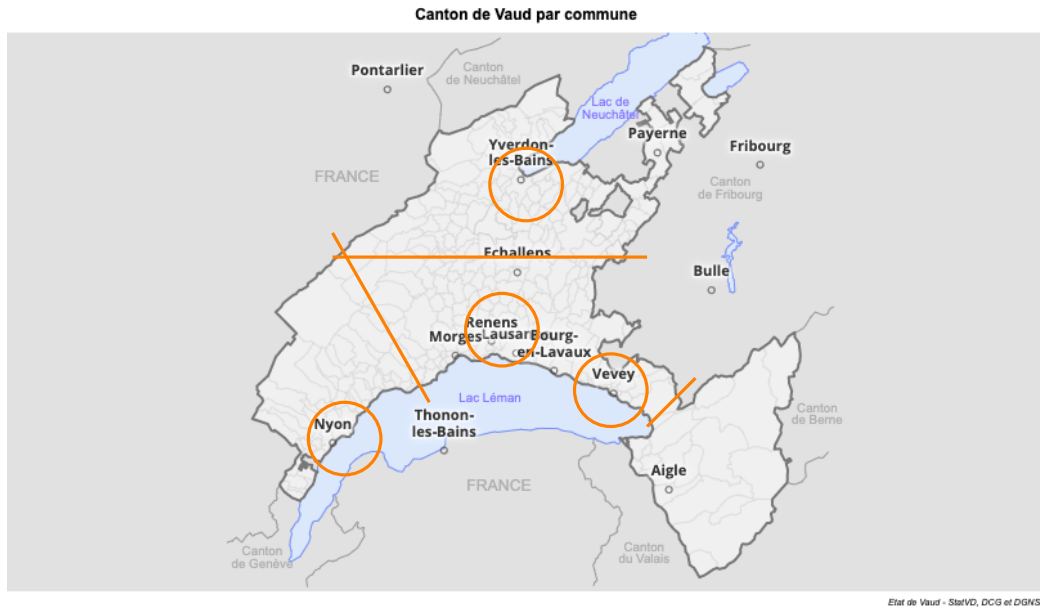 Canton de Vaud par commune
Pontarlier
Canton
de Neuchâtel
Lac de
Neuchâtel
Payerne
Fribourg
Yverdon-
les-Bains
FRANCE
Canton
de Fribourg
Echallens
Bulle
Renens
Morges
Bourg-
en-Lavaux
Vevey
Lac Léman
Nyon
Thonon-
les-Bains
Canton
de Berne
Aigle
FRANCE
Canton
de Genève
Canton
du Valais
Etat de Vaud - StatVD, DCG et DGNS